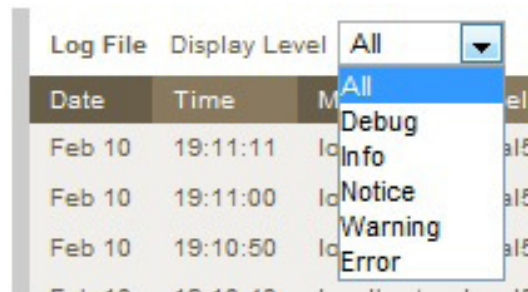 Log File Display Level All
Date Time
All
Debug
Info
Notice
Warning
Error
Feb 10 19:11:11
Feb 10 19:11:00
Feb 10 19:10:50